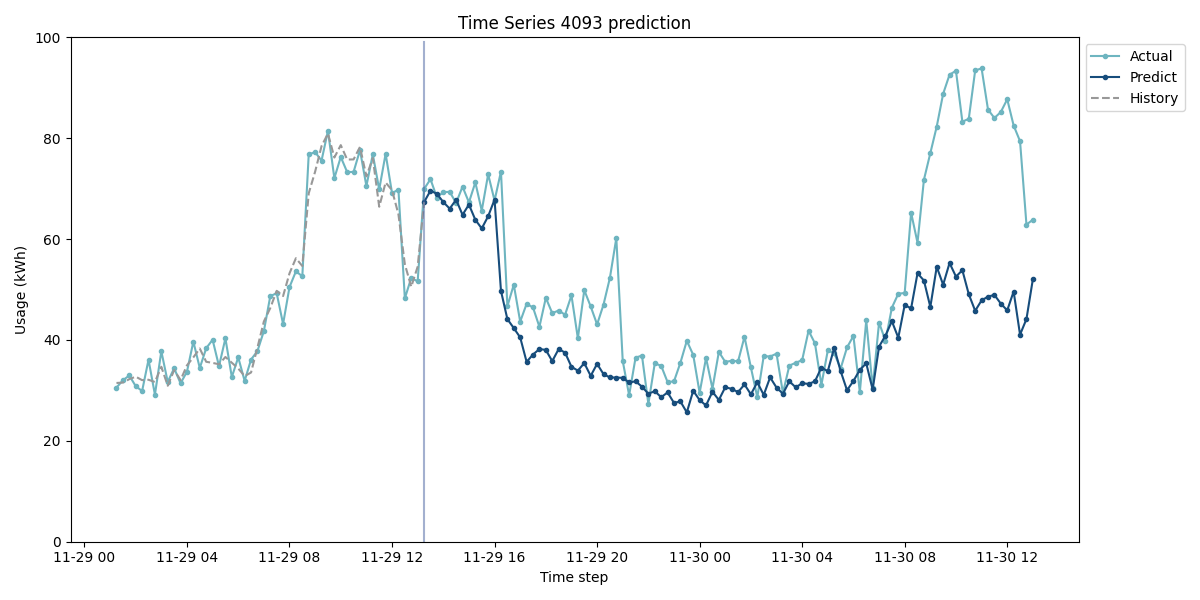 Time Series 4093 prediction
100
80
60
40
20
0
Usage (kWh)
11-29 00
11-29 04
11-29 08
11-29 12
11-29 16
11-29 20
11-30 00
11-30 04
11-30 08
11-30 12
Time step
Actual
Predict
History